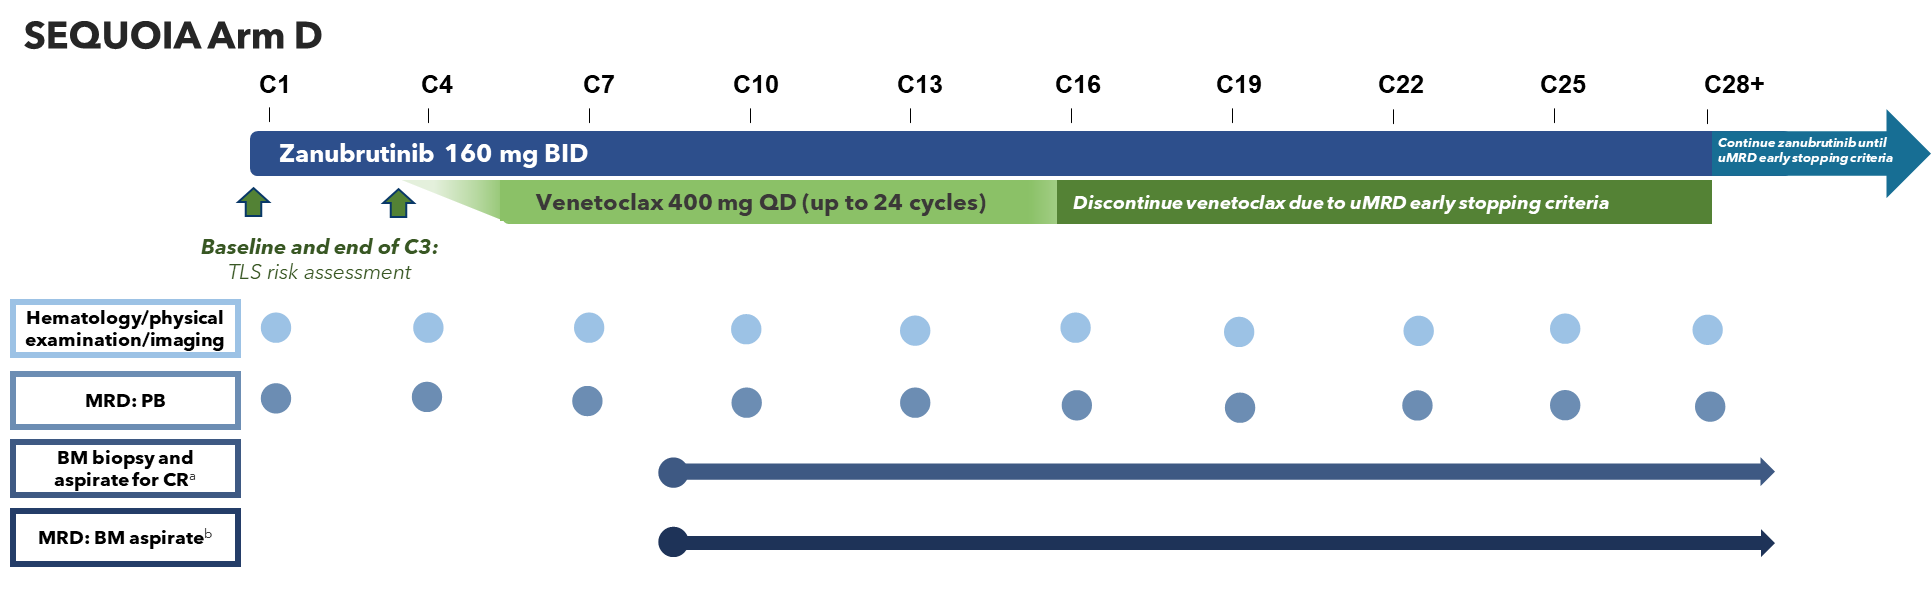 SEQUOIA Arm D
C1 C4 C7 C10 C13 C16 C19 C22 C25 C28+
Zanubrutinib 160 mg BID
Continue zanubrutinib until
uMRD early stopping criteria
Venetoclax 400 mg QD (up to 24 cycles)
Discontinue venetoclax due to uMRD early stopping criteria
Baseline and end of C3:
TLS risk assessment
Hematology/physical
examination/imaging
MRD: PB
BM biopsy and
aspirate for CRᵃ
MRD: BM aspirateᵇ